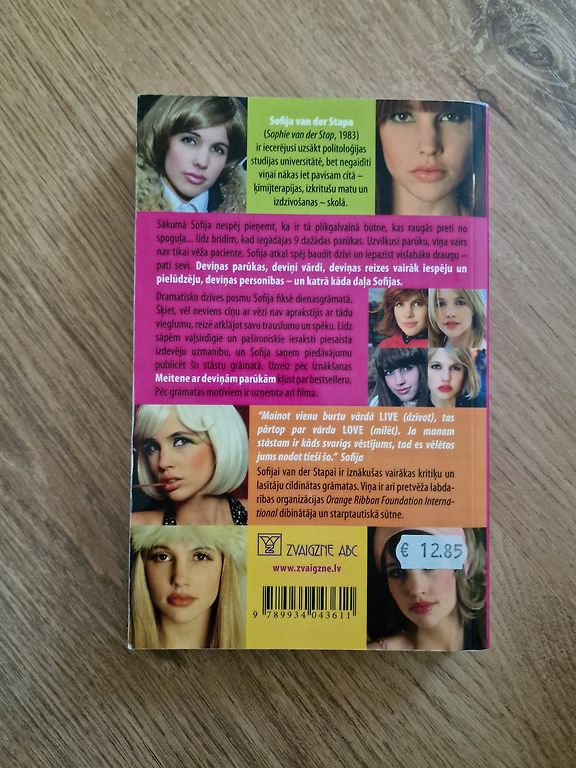 Sofija van der Stapa
(Sophie van der Stap, 1983)
ir iecerējusi uzsākt politoloģijas
studijas universitātē, bet negaidīti
viņai nākas iet pavisam citā –
ķīmijterapijas, izkritušu matu un
izdzīvošanas – skolā.
Sākumā Sofija nespēj pieņemt, ka ir tā plikgalvainā būtne, kas raugās pretī no
spoguļa... līdz brīdim, kad iegādājas 9 dažādas parūkas. Uzvilkusi parūku, viņa vairs
nav tikai vēža paciente. Sofija atkal spēj baudīt dzīvi un iepazīst vislabāko draugu –
pati sevi. Deviņas parūkas, deviņi vārdi, deviņas reizes vairāk iespēju un
pielūdzēju, deviņas personības – un katrā kāda daļa Sofijas.
Dramatisko dzīves posmu Sofija fiksē dienasgrāmatā.
Šķiet, vēl neviens cīņu ar vēzi nav aprakstījis ar tādu
vieglumu, reizē atklājot savu trauslumu un spēku. Līdz
sāpēm vaļsirdīgie un pašironiskie ieraksti piesaista
izdevēju uzmanību, un Sofija saņem piedāvājumu
publicēt šo stāstu grāmatā. Uzreiz pēc iznākšanas
Meitene ar deviņām parūkām kļūst par bestselleru.
Pēc grāmatas motīviem ir uzņemta arī filma.
"Mainot vienu burtu vārdā LIVE (dzīvot), tas
pārtop par vārdu LOVE (mīlēt). Ja manam
stāstam ir kāds svarīgs vēstījums, tad es vēlētos
jums nodot tieši šo." Sofija
Sofijai van der Stapai ir iznākušas vairākas kritiķu un
lasītāju cildinātas grāmatas. Viņa ir arī pretvēža labda-
rības organizācijas Orange Ribbon Foundation Interna-
tional dibinātāja un starptautiskā sūtne.
ZVAIGZNE ABC
www.zvaigzne.lv
€ 12.85
9 789934 043611